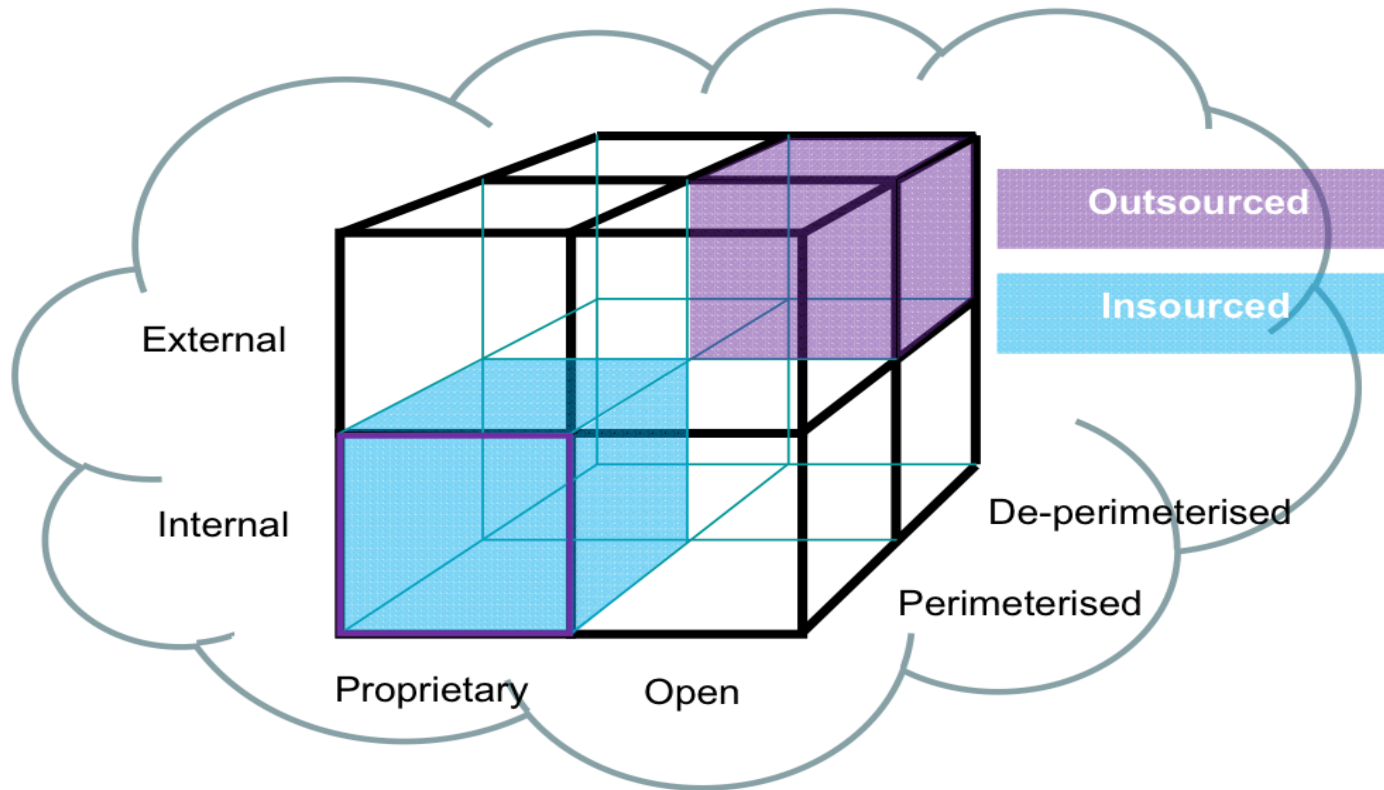 Outsourced
Insourced
External
Internal
De-perimeterised
Perimeterised
Proprietary
Open